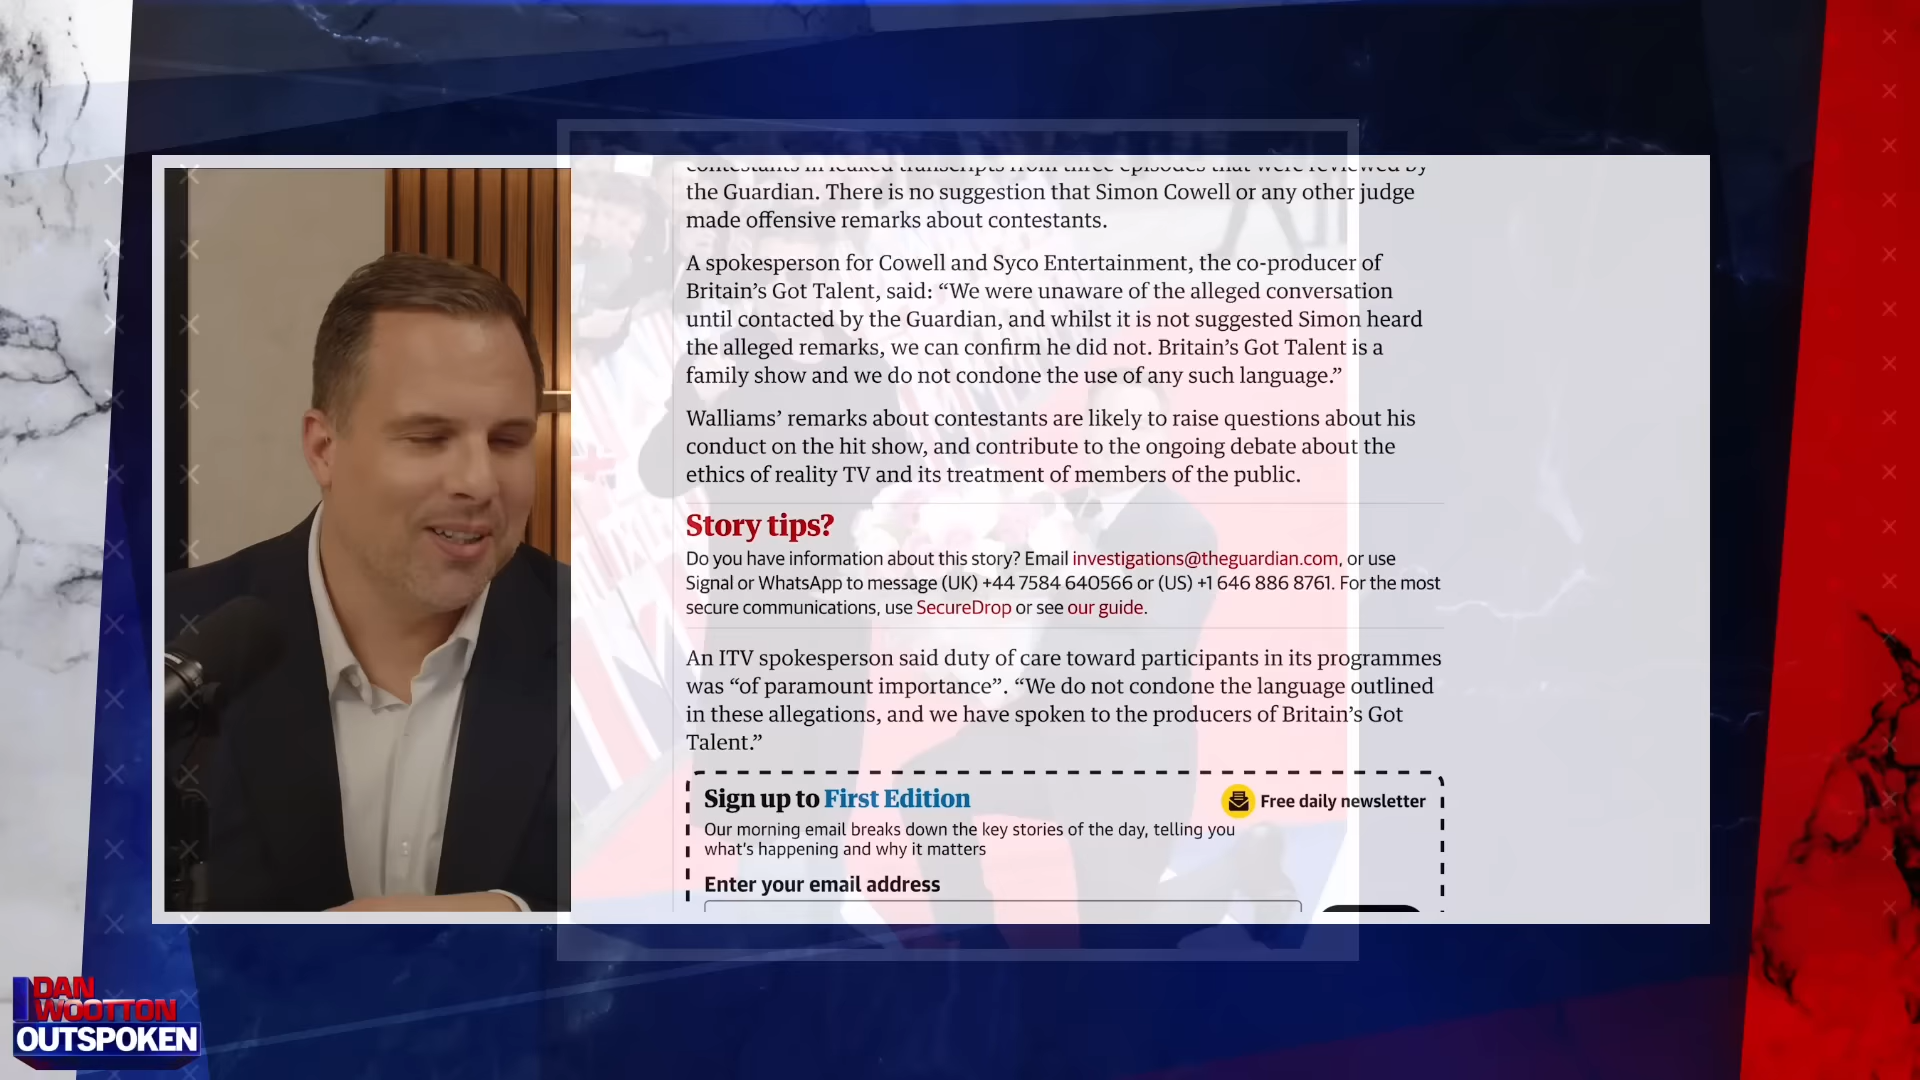 contestants in leaked transcripts from three episodes that were reviewed by
the Guardian. There is no suggestion that Simon Cowell or any other judge
made offensive remarks about contestants.
A spokesperson for Cowell and Syco Entertainment, the co-producer of
Britain’s Got Talent, said: “We were unaware of the alleged conversation
until contacted by the Guardian, and whilst it is not suggested Simon heard
the alleged remarks, we can confirm he did not. Britain’s Got Talent is a
family show and we do not condone the use of any such language.”
Walliams’ remarks about contestants are likely to raise questions about his
conduct on the hit show, and contribute to the ongoing debate about the
ethics of reality TV and its treatment of members of the public.
Story tips?
Do you have information about this story? Email investigations@theguardian.com, or use
Signal or WhatsApp to message (UK) +44 7584 640566 or (US) +1 646 886 8761. For the most
secure communications, use SecureDrop or see our guide.
An ITV spokesperson said duty of care toward participants in its programmes
was “of paramount importance”. “We do not condone the language outlined
in these allegations, and we have spoken to the producers of Britain’s Got
Talent.”
Sign up to First Edition
Free daily newsletter
Our morning email breaks down the key stories of the day, telling you
what's happening and why it matters
Enter your email address
DAN
WOOTTON
OUTSPOKEN